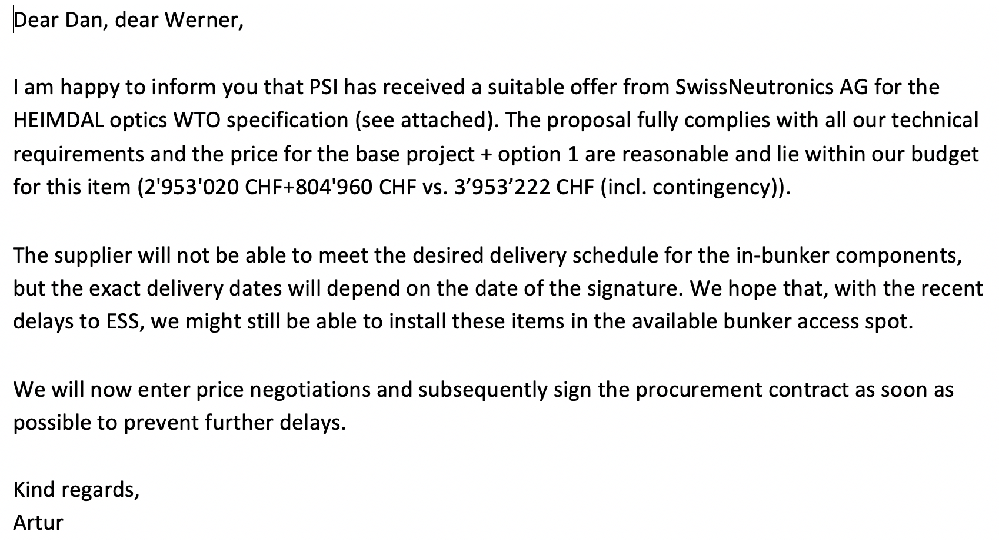 Dear Dan, dear Werner,
I am happy to inform you that PSI has received a suitable offer from SwissNeutronics AG for the
HEIMDAL optics WTO specification (see attached). The proposal fully complies with all our technical
requirements and the price for the base project + option 1 are reasonable and lie within our budget
for this item (2'953'020 CHF+804'960 CHF vs. 3’953’222 CHF (incl. contingency)).
The supplier will not be able to meet the desired delivery schedule for the in-bunker components,
but the exact delivery dates will depend on the date of the signature. We hope that, with the recent
delays to ESS, we might still be able to install these items in the available bunker access spot.
We will now enter price negotiations and subsequently sign the procurement contract as soon as
possible to prevent further delays.
Kind regards,
Artur